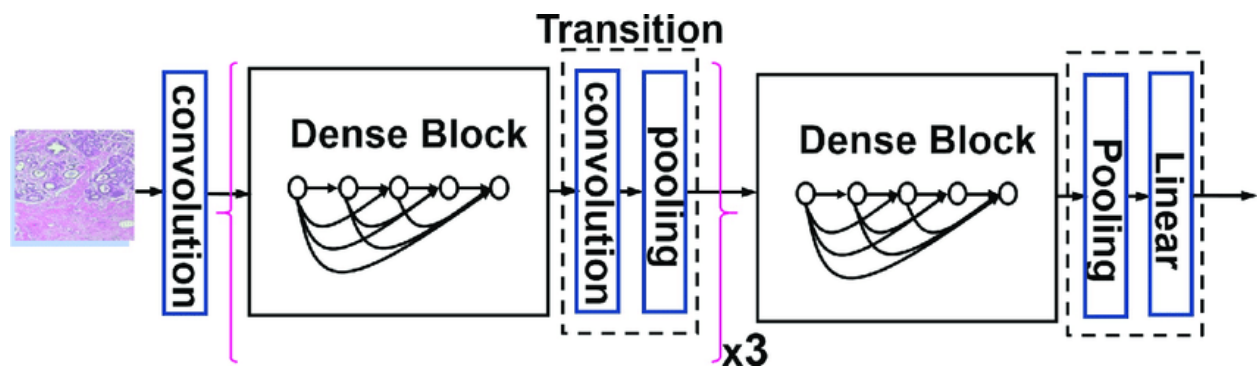 Transition
convolution
Dense Block
convolution
pooling
x3
Dense Block
Pooling
Linear